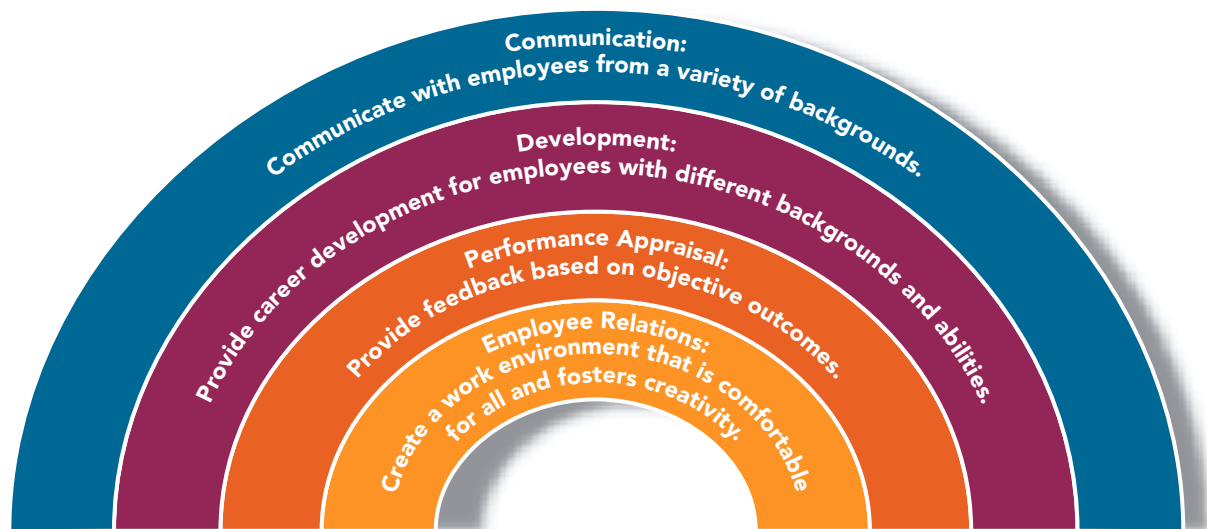 Communication:
Communicate with employees from a variety of backgrounds.
Development:
Provide career development for employees with different backgrounds and abilities.
Performance Appraisal:
Provide feedback based on objective outcomes.
Employee Relations:
Create a work environment that is comfortable
for all and fosters creativity.